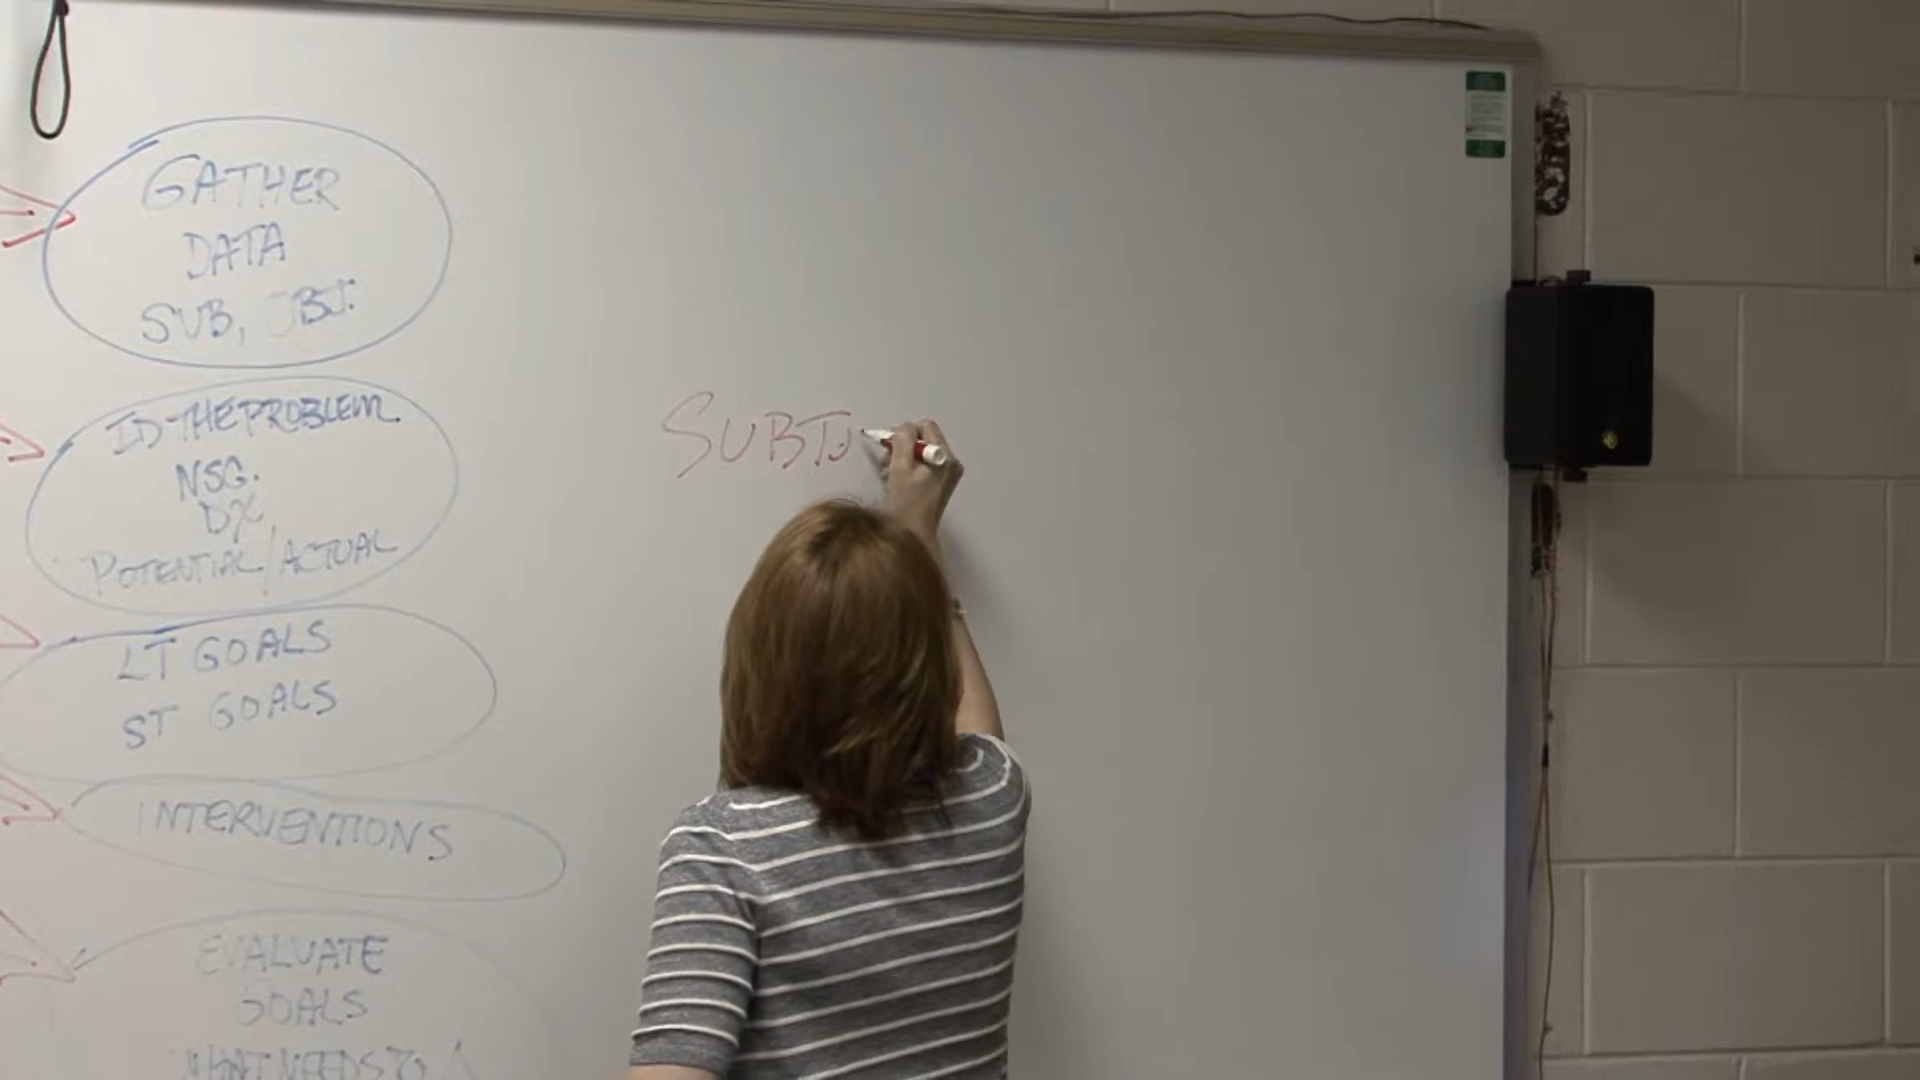 GATHER
DATA
SUB, OBJ.
ID THE PROBLEM
NSG.
DX
POTENTIAL/ACTUAL
LT GOALS
ST GOALS
INTERVENTIONS
EVALUATE
GOALS
WHAT NEEDS TO Δ
SUBJ